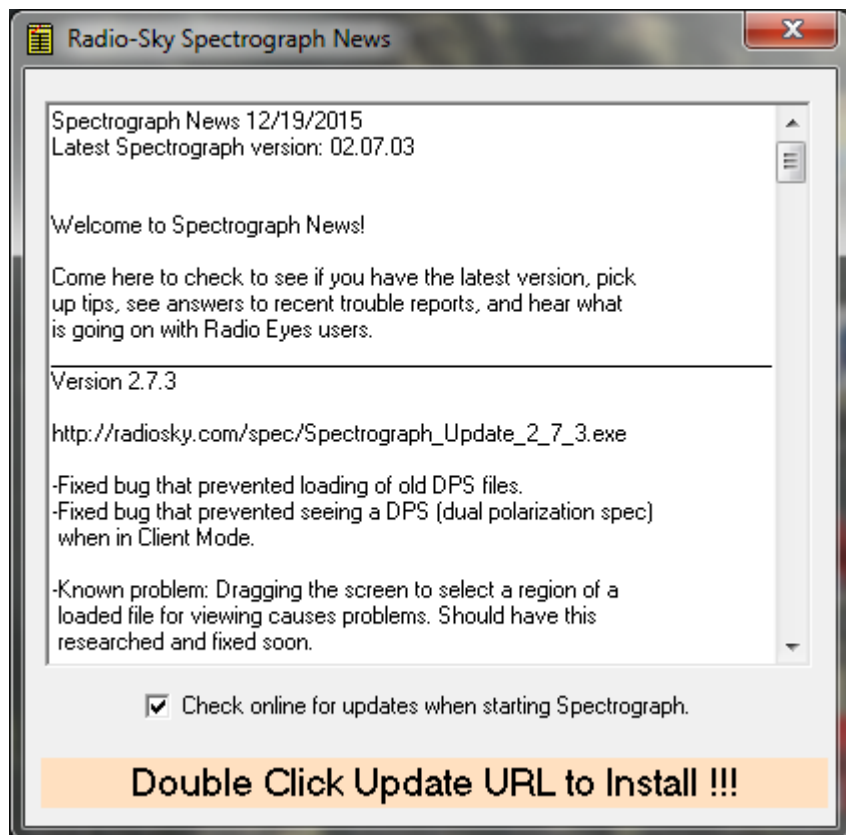 Radio-Sky Spectrograph News
Spectrograph News 12/19/2015
Latest Spectrograph version: 02.07.03
Welcome to Spectrograph News!
Come here to check to see if you have the latest version, pick
up tips, see answers to recent trouble reports, and hear what
is going on with Radio Eyes users.
Version 2.7.3
http://radiosky.com/spec/Spectrograph_Update_2_7_3.exe
-Fixed bug that prevented loading of old DPS files.
-Fixed bug that prevented seeing a DPS (dual polarization spec)
when in Client Mode.
-Known problem: Dragging the screen to select a region of a
loaded file for viewing causes problems. Should have this
researched and fixed soon.
Check online for updates when starting Spectrograph.
Double Click Update URL to Install !!!